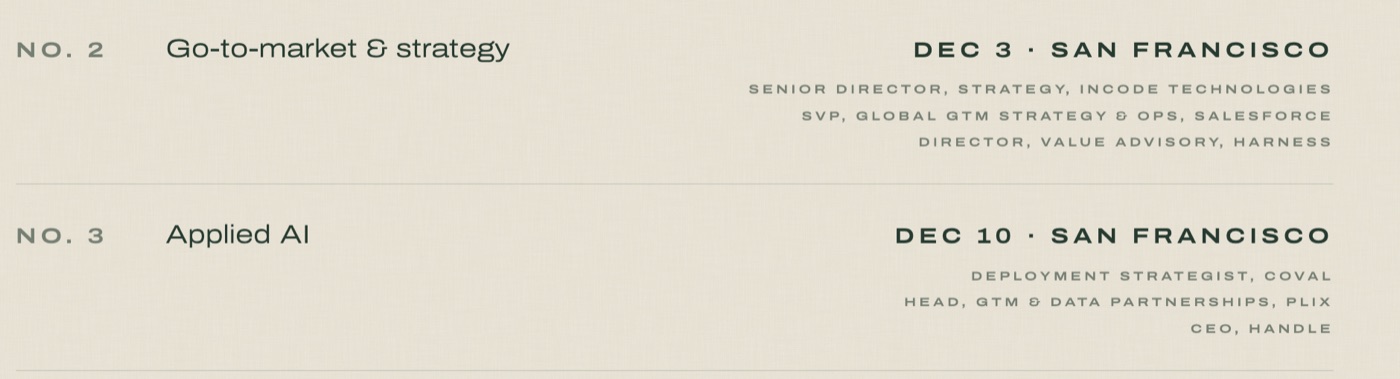 NO. 2 Go-to-market & strategy DEC 3 · SAN FRANCISCO
SENIOR DIRECTOR, STRATEGY, INCODE TECHNOLOGIES
SVP, GLOBAL GTM STRATEGY & OPS, SALESFORCE
DIRECTOR, VALUE ADVISORY, HARNESS
NO. 3 Applied AI DEC 10 · SAN FRANCISCO
DEPLOYMENT STRATEGIST, COVAL
HEAD, GTM & DATA PARTNERSHIPS, PLIX
CEO, HANDLE